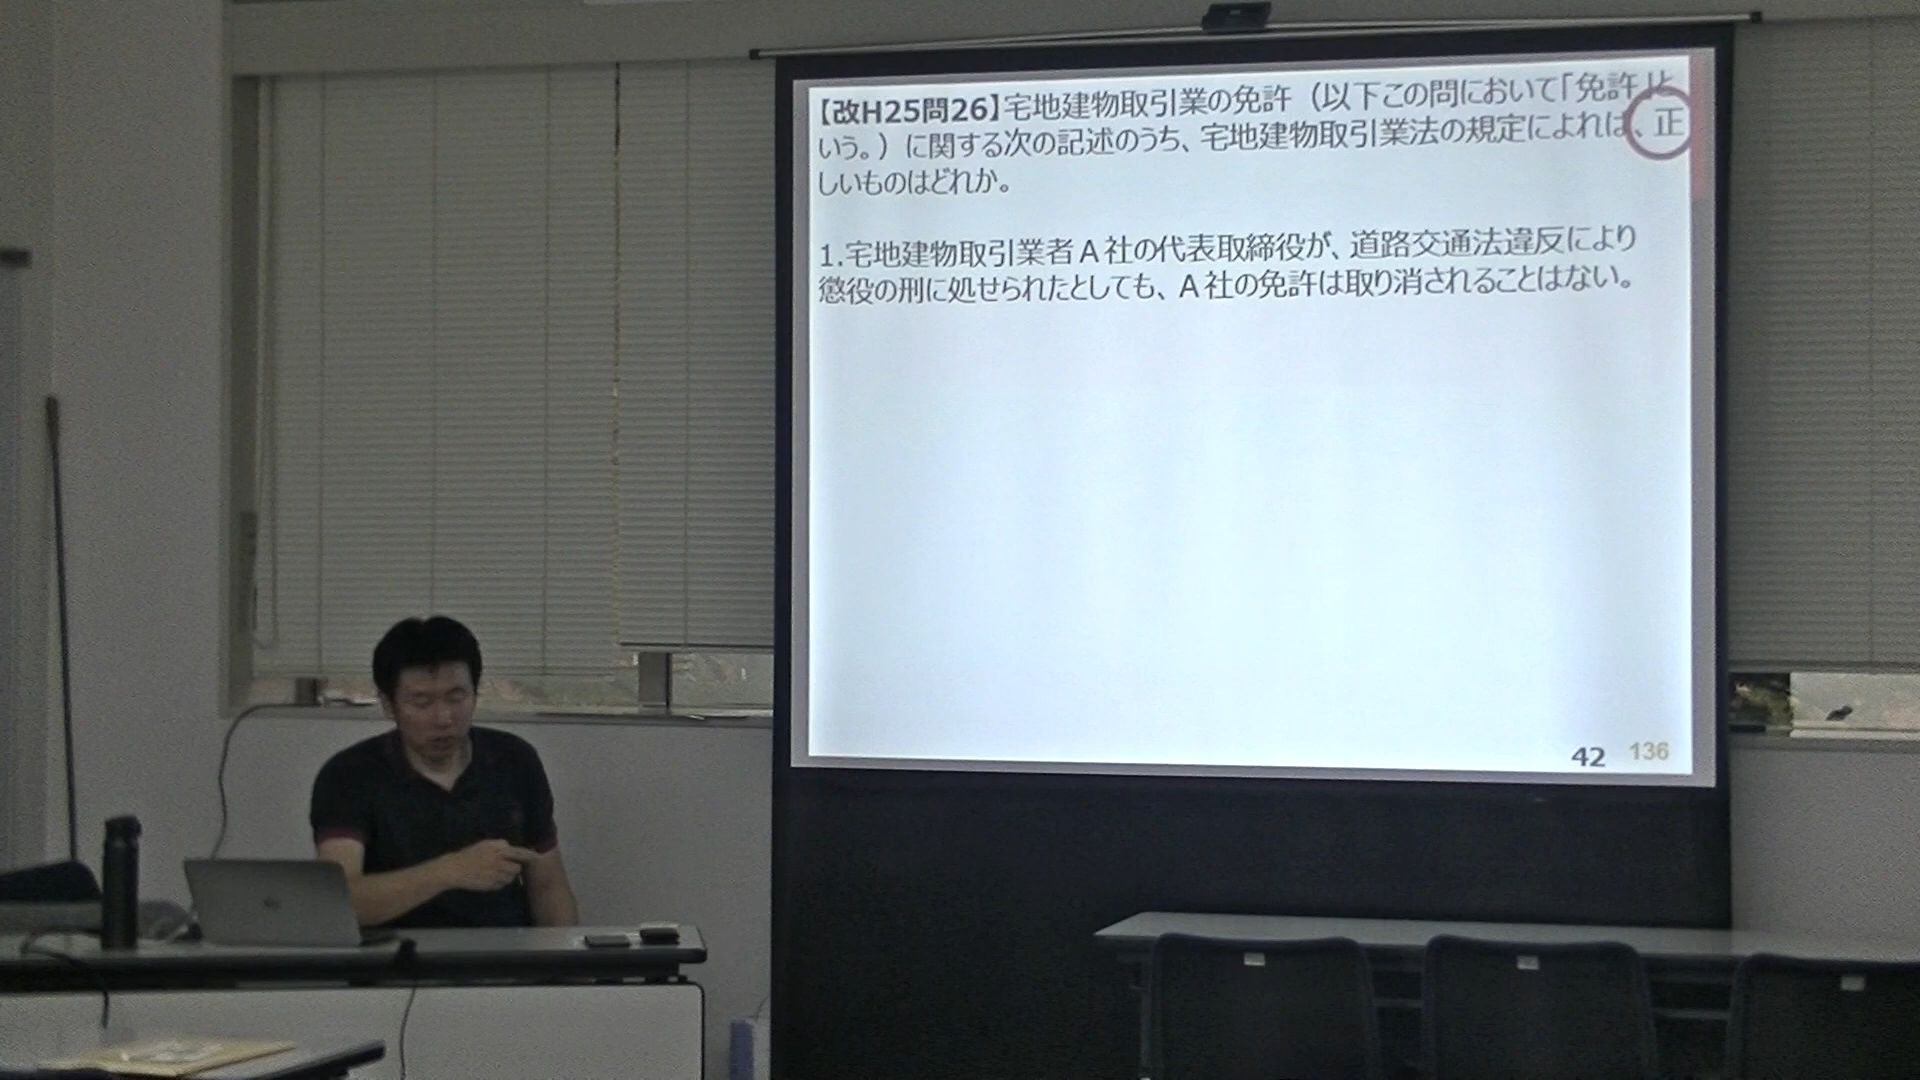 【改H25問26】宅地建物取引業の免許（以下この問において「免許」と
いう。）に関する次の記述のうち、宅地建物取引業法の規定によれば、正
しいものはどれか。
1.宅地建物取引業者Ａ社の代表取締役が、道路交通法違反により
懲役の刑に処せられたとしても、Ａ社の免許は取り消されることはない。
42 136